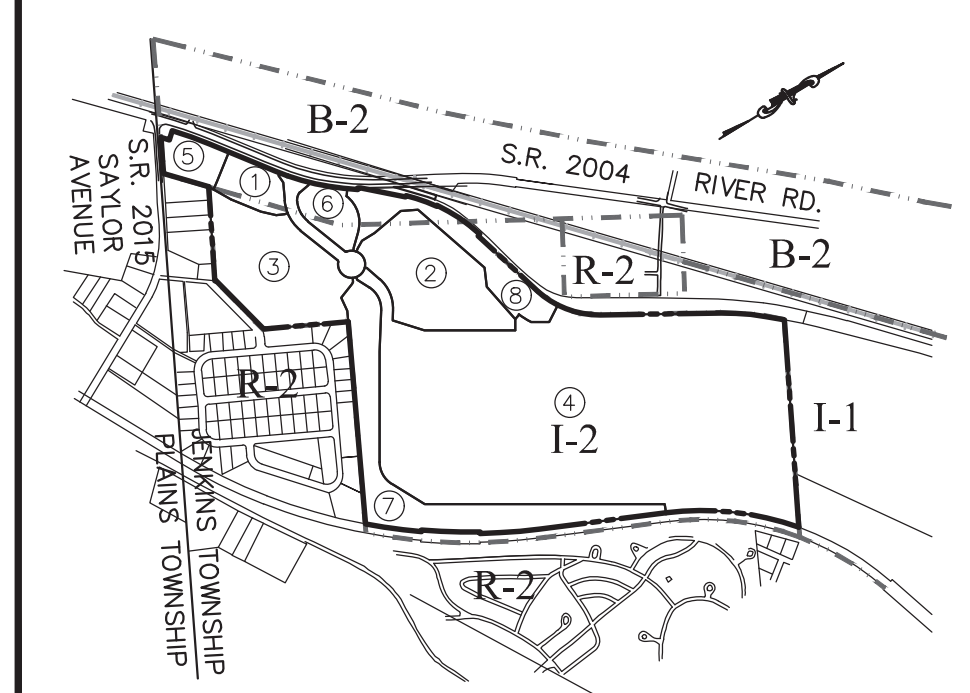 B-2
S.R. 2004
RIVER RD.
S.R. 2015
SAYLOR
AVENUE
5
1
6
3
2
8
R-2
B-2
R-2
4
I-2
I-1
7
JENKINS TOWNSHIP
PLAINS TOWNSHIP
R-2